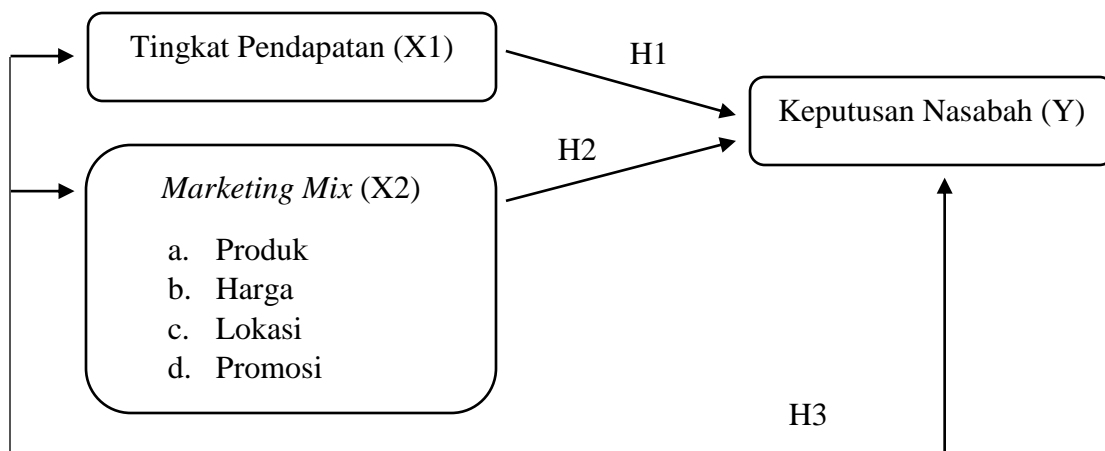 Tingkat Pendapatan (X1)
H1
Keputusan Nasabah (Y)
H2
Marketing Mix (X2)
a. Produk
b. Harga
c. Lokasi
d. Promosi
H3